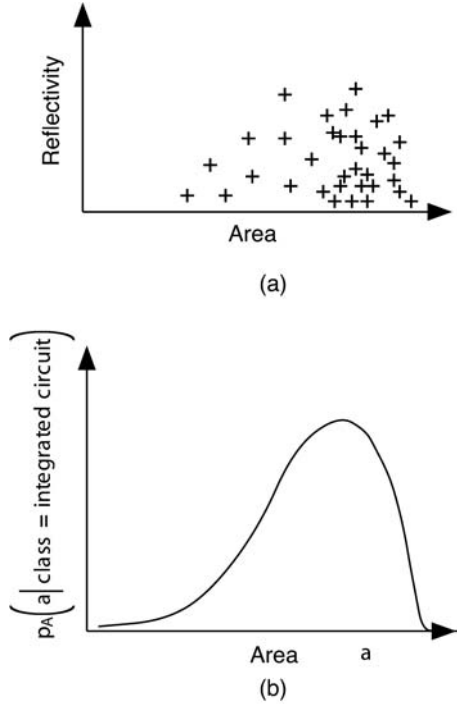 Reflectivity
Area
(a)
pA ( a | class = integrated circuit )
Area a
(b)